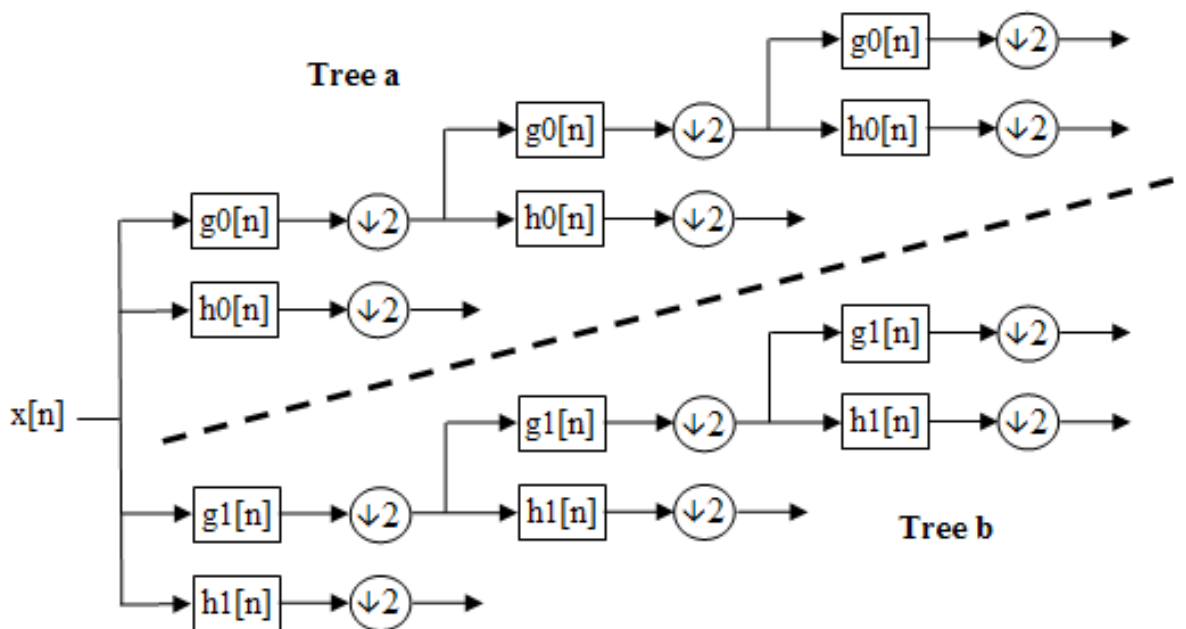 Tree a
g0[n] ↓2
h0[n] ↓2
g0[n] ↓2
h0[n] ↓2
g0[n] ↓2
h0[n] ↓2
x[n]
g1[n] ↓2
h1[n] ↓2
g1[n] ↓2
h1[n] ↓2
g1[n] ↓2
h1[n] ↓2
Tree b